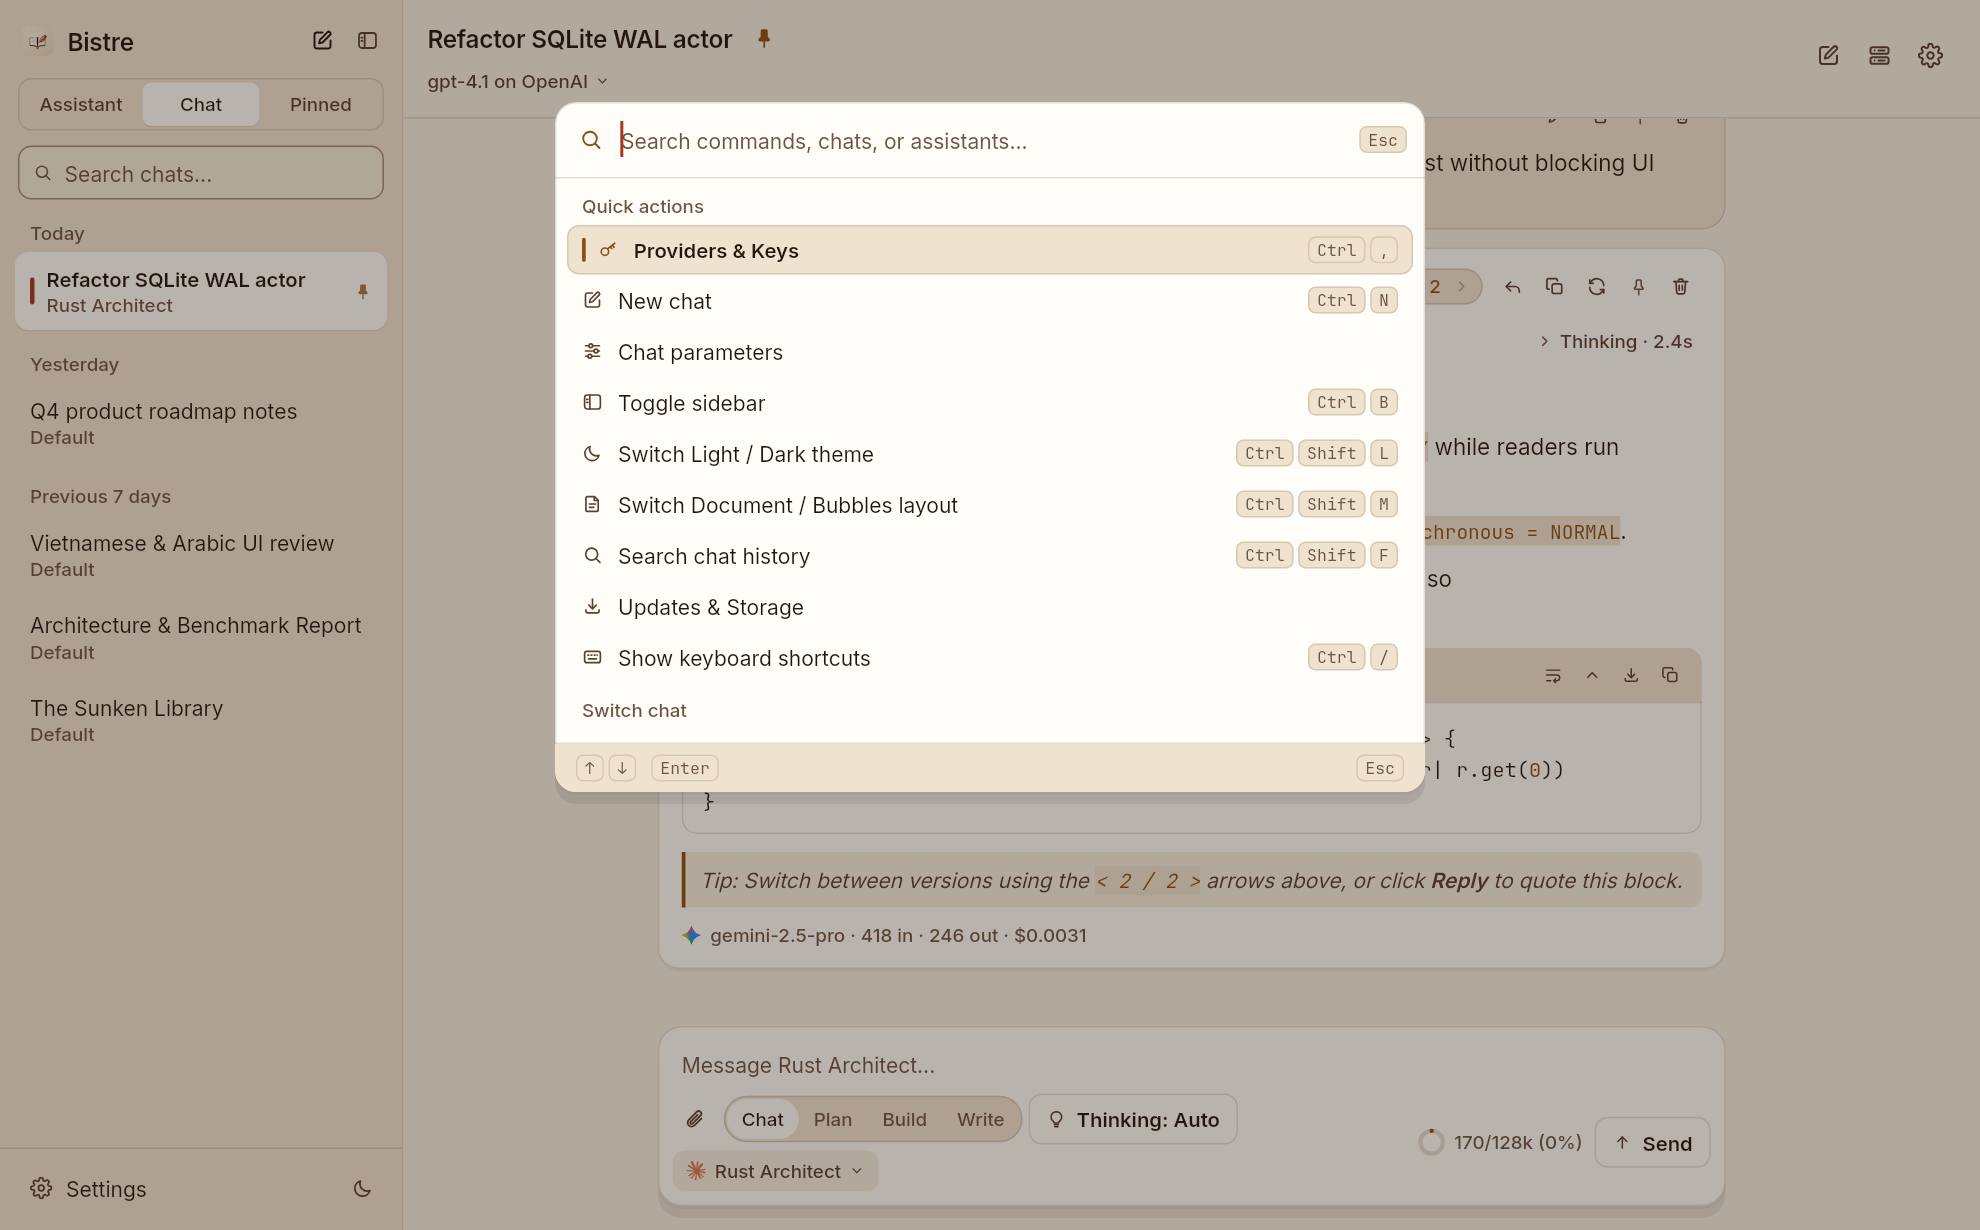 Bistre
Assistant
Chat
Pinned
Search chats...
Today
Refactor SQLite WAL actor
Rust Architect
Yesterday
Q4 product roadmap notes
Default
Previous 7 days
Vietnamese & Arabic UI review
Default
Architecture & Benchmark Report
Default
The Sunken Library
Default
Settings
Refactor SQLite WAL actor
gpt-4.1 on OpenAI
Search commands, chats, or assistants...
Esc
Quick actions
Providers & Keys Ctrl ,
New chat Ctrl N
Chat parameters
Toggle sidebar Ctrl B
Switch Light / Dark theme Ctrl Shift L
Switch Document / Bubbles layout Ctrl Shift M
Search chat history Ctrl Shift F
Updates & Storage
Show keyboard shortcuts Ctrl /
Switch chat
↑ ↓ Enter Esc
without blocking UI
2 >
Thinking · 2.4s
while readers run
= NORMAL.
so
> {
| r.get(0))
}
Tip: Switch between versions using the < 2 / 2 > arrows above, or click Reply to quote this block.
gemini-2.5-pro · 418 in · 246 out · $0.0031
Message Rust Architect...
Chat Plan Build Write
Thinking: Auto
170/128k (0%)
Send
Rust Architect